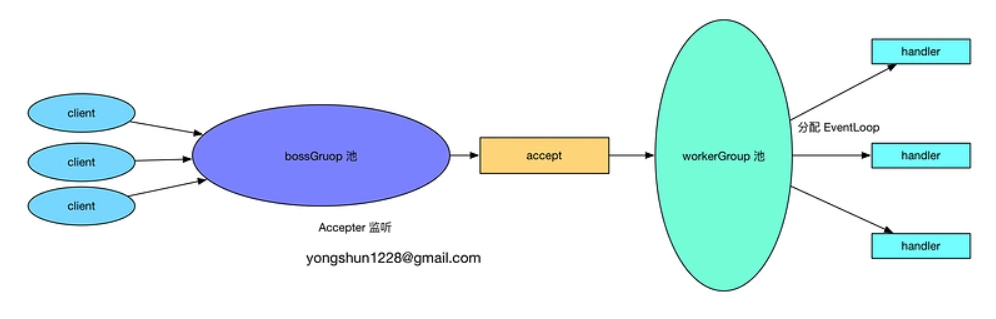 client
client
client
bossGruop 池
Accepter 监听
yongshun1228@gmail.com
accept
workerGroup 池
分配 EventLoop
handler
handler
handler